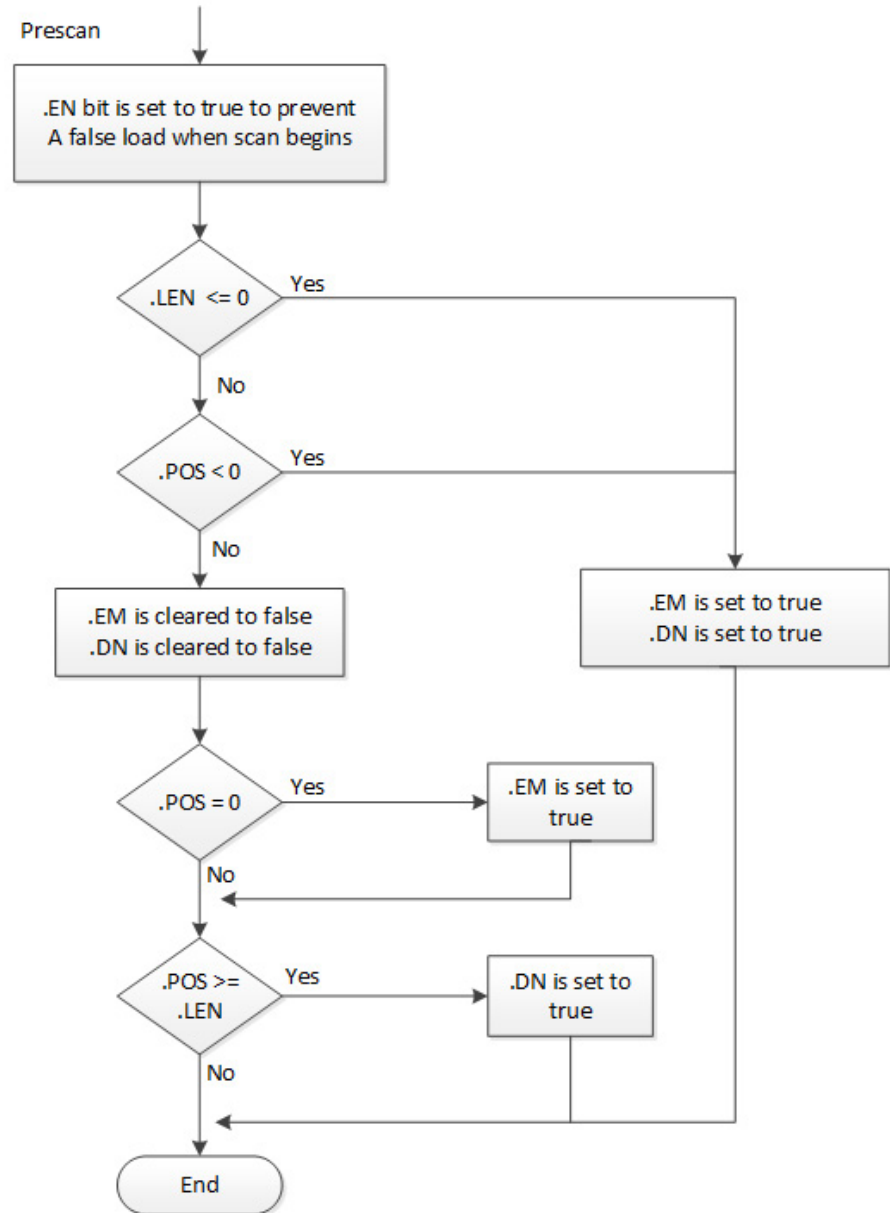 Prescan
.EN bit is set to true to prevent
A false load when scan begins
.LEN <= 0
Yes
No
.POS < 0
Yes
No
.EM is cleared to false
.DN is cleared to false
.EM is set to true
.DN is set to true
.POS = 0
Yes
.EM is set to
true
No
.POS >=
.LEN
Yes
.DN is set to
true
No
End